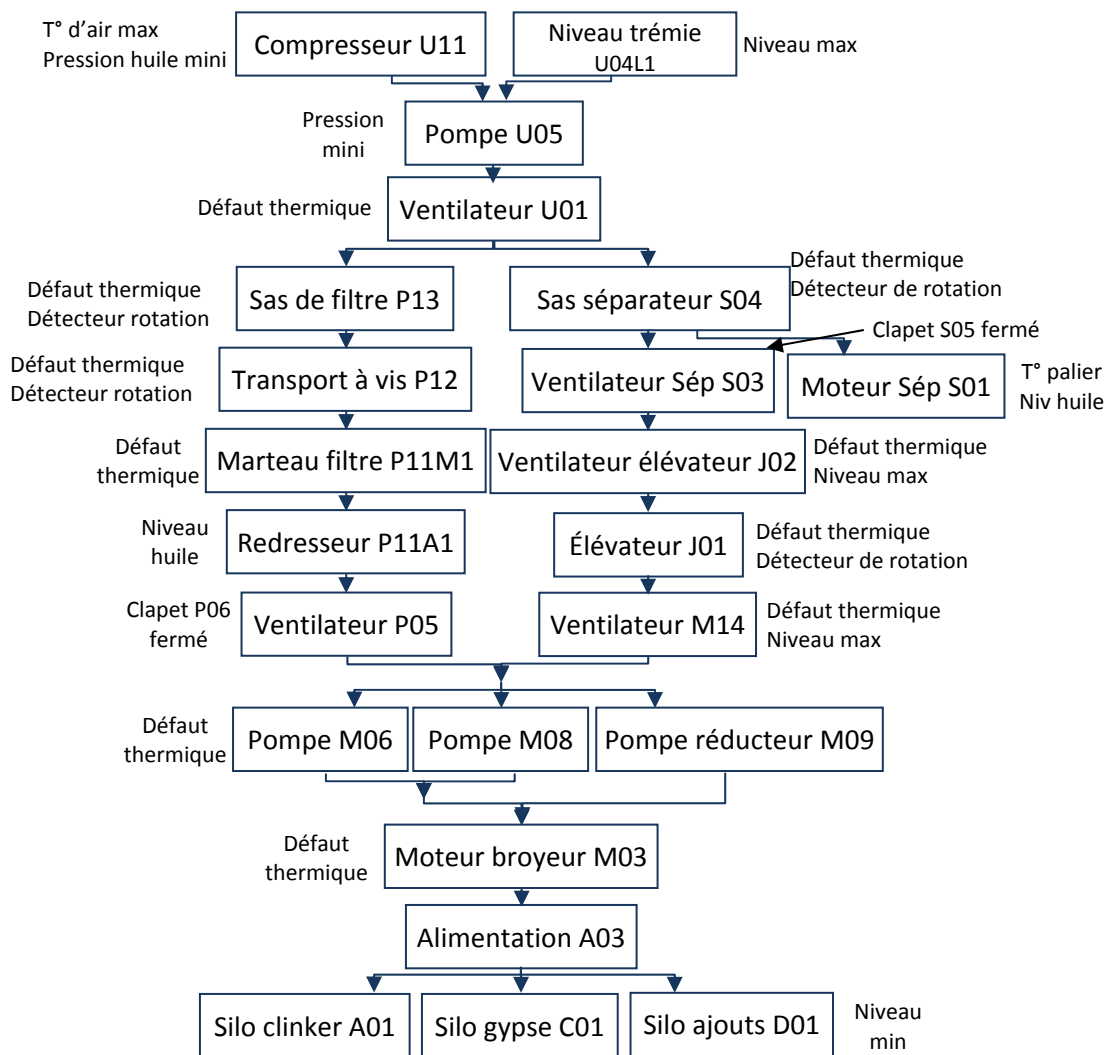 T° d'air max
Pression huile mini
Compresseur U11
Niveau trémie
U04L1
Niveau max
Pression
mini
Pompe U05
Défaut thermique
Ventilateur U01
Défaut thermique
Détecteur rotation
Sas de filtre P13
Sas séparateur S04
Défaut thermique
Détecteur de rotation
Clapet S05 fermé
Défaut thermique
Détecteur rotation
Transport à vis P12
Ventilateur Sép S03
Moteur Sép S01
T° palier
Niv huile
Défaut
thermique
Marteau filtre P11M1
Ventilateur élévateur J02
Défaut thermique
Niveau max
Niveau
huile
Redresseur P11A1
Élévateur J01
Défaut thermique
Détecteur de rotation
Clapet P06
fermé
Ventilateur P05
Ventilateur M14
Défaut thermique
Niveau max
Défaut
thermique
Pompe M06
Pompe M08
Pompe réducteur M09
Défaut
thermique
Moteur broyeur M03
Alimentation A03
Silo clinker A01
Silo gypse C01
Silo ajouts D01
Niveau
min